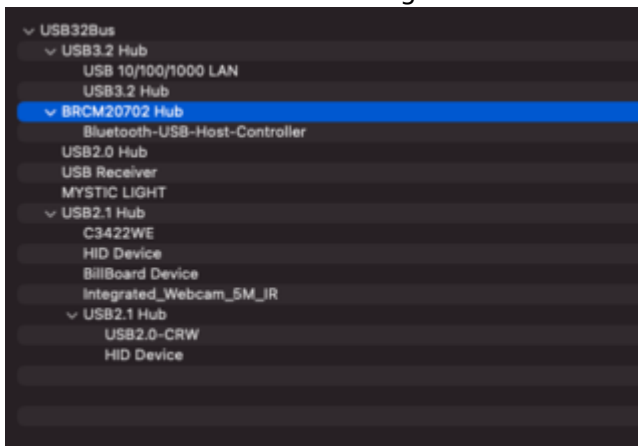 USB32Bus
USB3.2 Hub
USB 10/100/1000 LAN
USB3.2 Hub
BRCM20702 Hub
Bluetooth-USB-Host-Controller
USB2.0 Hub
USB Receiver
MYSTIC LIGHT
USB2.1 Hub
C3422WE
HID Device
BillBoard Device
Integrated_Webcam_5M_IR
USB2.1 Hub
USB2.0-CRW
HID Device